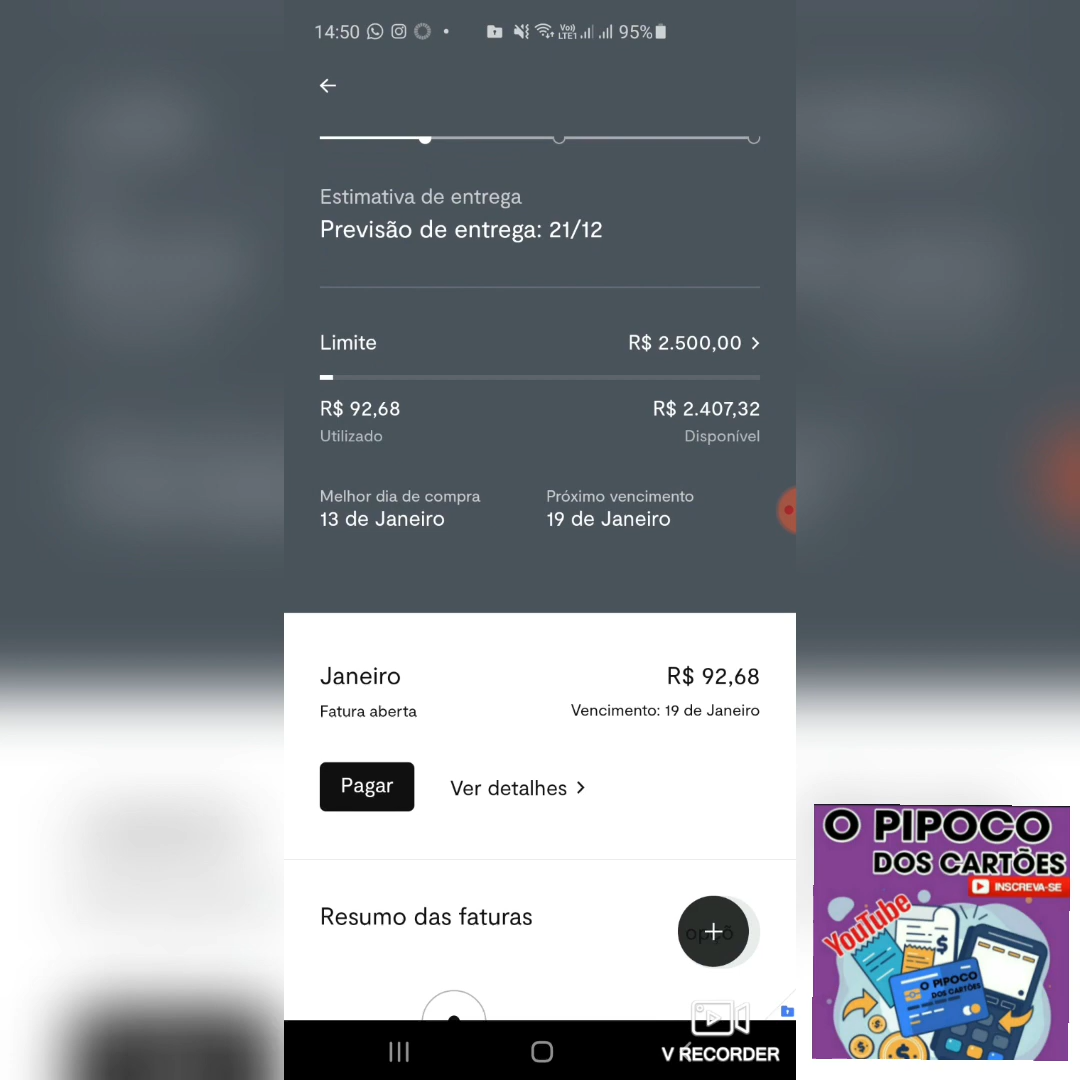 14:50 95%
Estimativa de entrega
Previsão de entrega: 21/12
Limite R$ 2.500,00
R$ 92,68 R$ 2.407,32
Utilizado Disponível
Melhor dia de compra Próximo vencimento
13 de Janeiro 19 de Janeiro
Janeiro R$ 92,68
Fatura aberta Vencimento: 19 de Janeiro
Pagar Ver detalhes
Resumo das faturas
opçõ
V RECORDER
O PIPOCO
DOS CARTÕES
INSCREVA-SE
YouTube
O PIPOCO
DOS CARTÕES